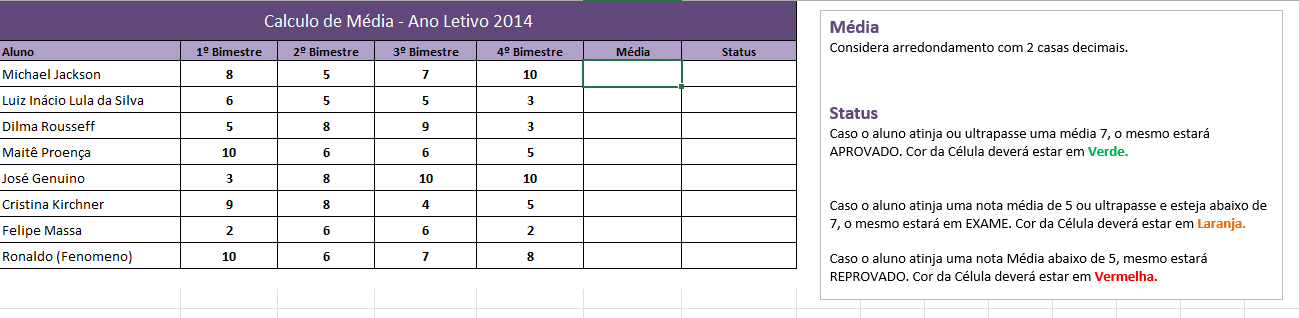 Calculo de Média - Ano Letivo 2014
Aluno 1º Bimestre 2º Bimestre 3º Bimestre 4º Bimestre Média Status
Michael Jackson 8 5 7 10
Luiz Inácio Lula da Silva 6 5 5 3
Dilma Rousseff 5 8 9 3
Maitê Proença 10 6 6 5
José Genuino 3 8 10 10
Cristina Kirchner 9 8 4 5
Felipe Massa 2 6 6 2
Ronaldo (Fenomeno) 10 6 7 8
Média
Considera arredondamento com 2 casas decimais.
Status
Caso o aluno atinja ou ultrapasse uma média 7, o mesmo estará
APROVADO. Cor da Célula deverá estar em Verde.
Caso o aluno atinja uma nota média de 5 ou ultrapasse e esteja abaixo de
7, o mesmo estará em EXAME. Cor da Célula deverá estar em Laranja.
Caso o aluno atinja uma nota Média abaixo de 5, mesmo estará
REPROVADO. Cor da Célula deverá estar em Vermelha.